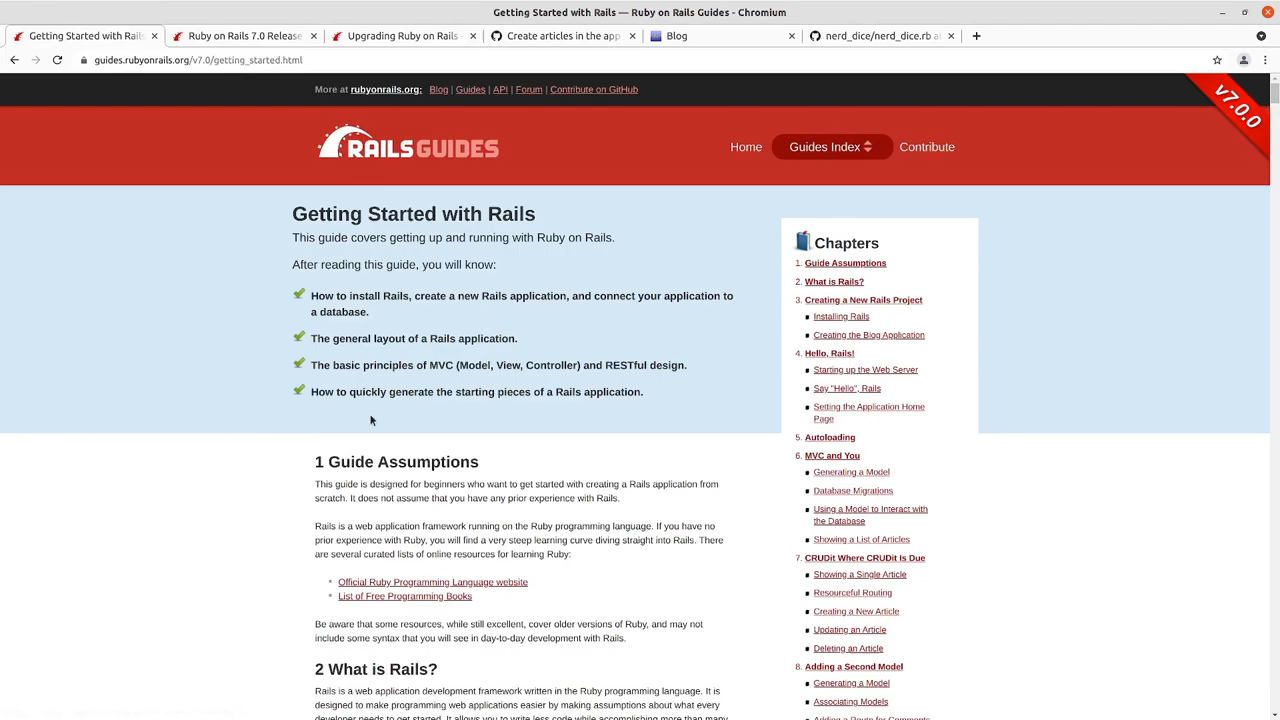 Getting Started with Rails — Ruby on Rails Guides - Chromium
Getting Started with Rails
Ruby on Rails 7.0 Release
Upgrading Ruby on Rails -
Create articles in the app
Blog
nerd_dice/nerd_dice.rb at
guides.rubyonrails.org/v7.0/getting_started.html
More at rubyonrails.org: Blog | Guides | API | Forum | Contribute on GitHub
v7.0.0
RAILSGUIDES
Home
Guides Index
Contribute
Getting Started with Rails
This guide covers getting up and running with Ruby on Rails.
After reading this guide, you will know:
How to install Rails, create a new Rails application, and connect your application to
a database.
The general layout of a Rails application.
The basic principles of MVC (Model, View, Controller) and RESTful design.
How to quickly generate the starting pieces of a Rails application.
1 Guide Assumptions
This guide is designed for beginners who want to get started with creating a Rails application from
scratch. It does not assume that you have any prior experience with Rails.
Rails is a web application framework running on the Ruby programming language. If you have no
prior experience with Ruby, you will find a very steep learning curve diving straight into Rails. There
are several curated lists of online resources for learning Ruby:
Official Ruby Programming Language website
List of Free Programming Books
Be aware that some resources, while still excellent, cover older versions of Ruby, and may not
include some syntax that you will see in day-to-day development with Rails.
2 What is Rails?
Rails is a web application development framework written in the Ruby programming language. It is
designed to make programming web applications easier by making assumptions about what every
developer needs to get started. It allows you to write less code while accomplishing more than many
Chapters
1. Guide Assumptions
2. What is Rails?
3. Creating a New Rails Project
Installing Rails
Creating the Blog Application
4. Hello, Rails!
Starting up the Web Server
Say "Hello", Rails
Setting the Application Home
Page
5. Autoloading
6. MVC and You
Generating a Model
Database Migrations
Using a Model to Interact with
the Database
Showing a List of Articles
7. CRUDit Where CRUDit Is Due
Showing a Single Article
Resourceful Routing
Creating a New Article
Updating an Article
Deleting an Article
8. Adding a Second Model
Generating a Model
Associating Models
Adding a Route for Comments